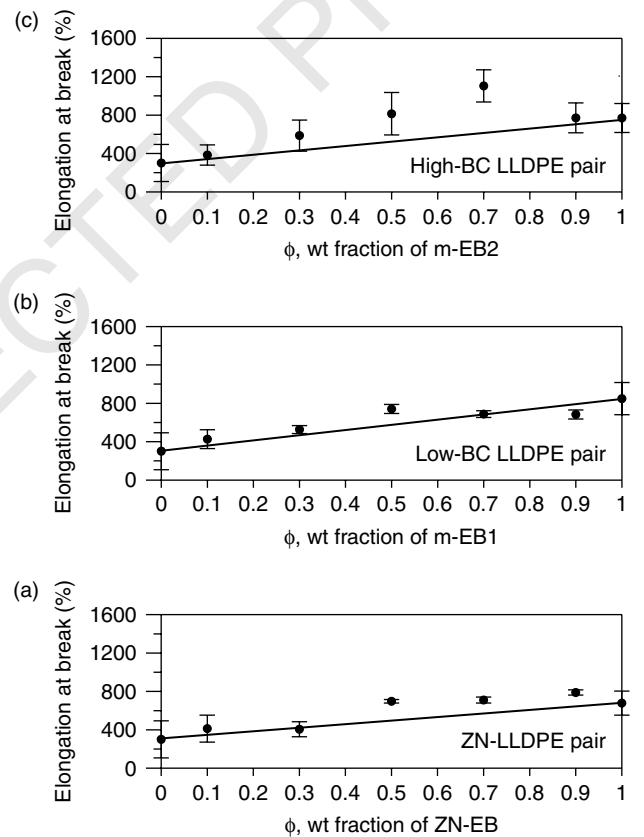 (c)
Elongation at break (%)
1600
1200
800
400
0
High-BC LLDPE pair
0 0.1 0.2 0.3 0.4 0.5 0.6 0.7 0.8 0.9 1
ϕ, wt fraction of m-EB2
(b)
Elongation at break (%)
1600
1200
800
400
0
Low-BC LLDPE pair
0 0.1 0.2 0.3 0.4 0.5 0.6 0.7 0.8 0.9 1
ϕ, wt fraction of m-EB1
(a)
Elongation at break (%)
1600
1200
800
400
0
ZN-LLDPE pair
0 0.1 0.2 0.3 0.4 0.5 0.6 0.7 0.8 0.9 1
ϕ, wt fraction of ZN-EB
ECTED P